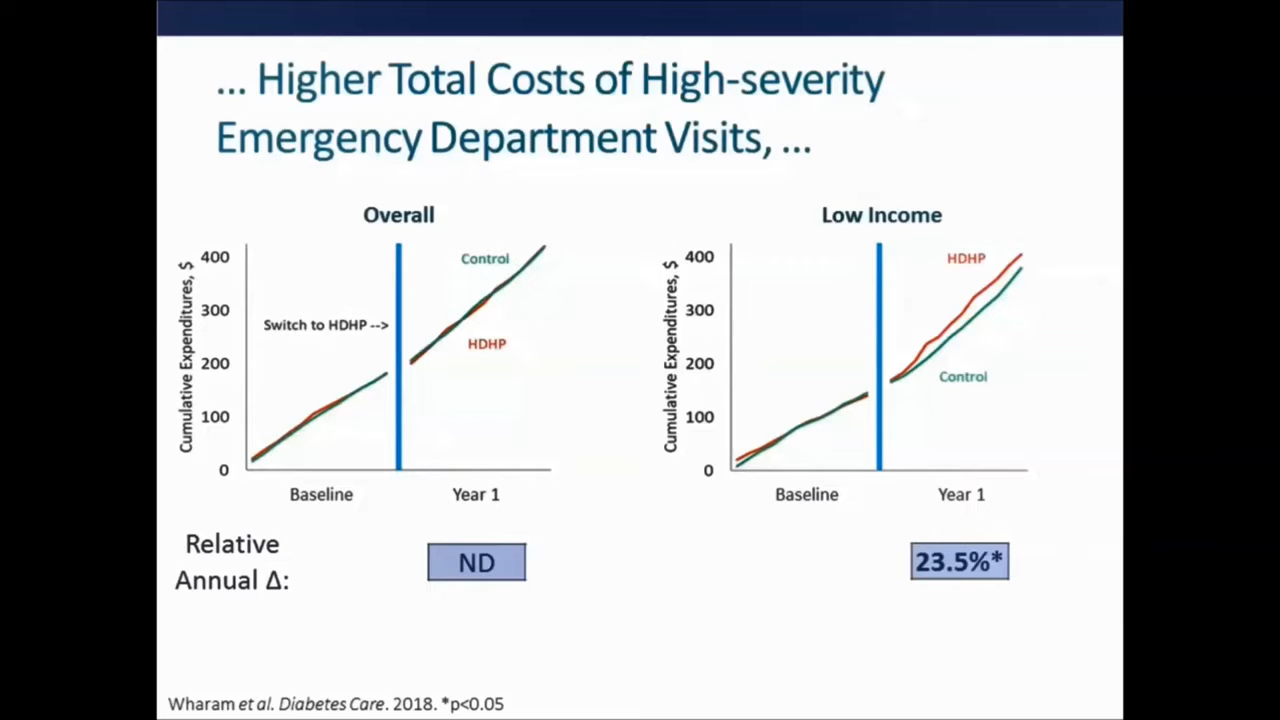 ... Higher Total Costs of High-severity
Emergency Department Visits, ...
Overall
Cumulative Expenditures, $
400
300
200
100
0
Switch to HDHP -->
Control
HDHP
Baseline
Year 1
Low Income
Cumulative Expenditures, $
400
300
200
100
0
HDHP
Control
Baseline
Year 1
Relative
Annual Δ:
ND
23.5%*
Wharam et al. Diabetes Care. 2018. *p<0.05